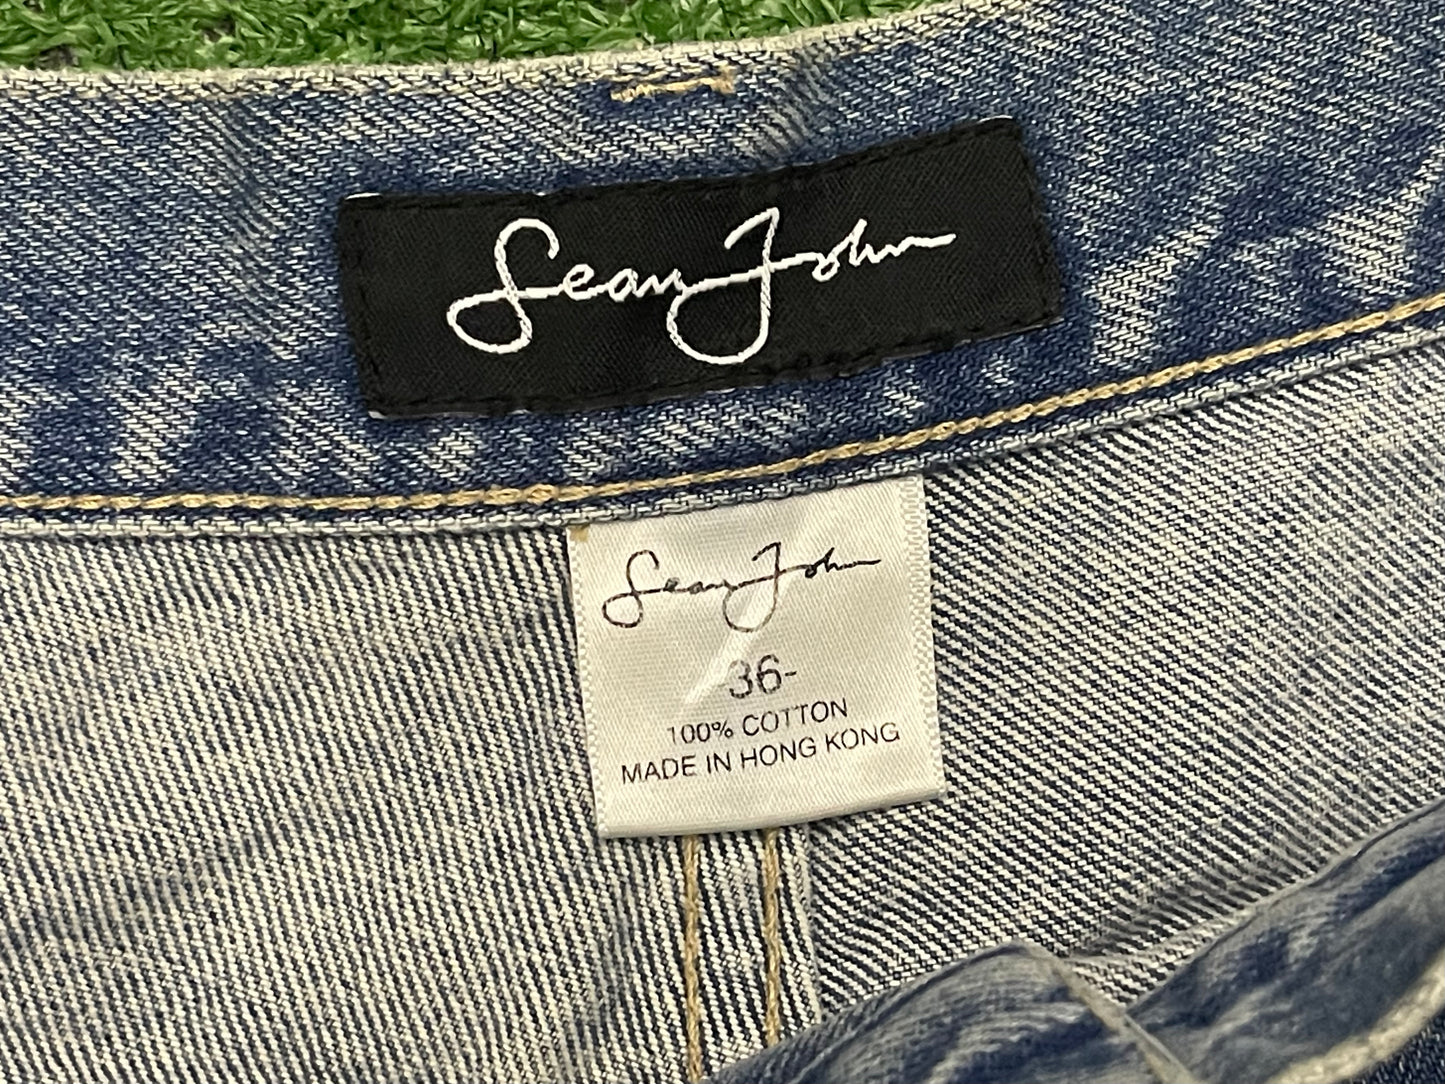 Sean John
Sean John
-36-
100% COTTON
MADE IN HONG KONG